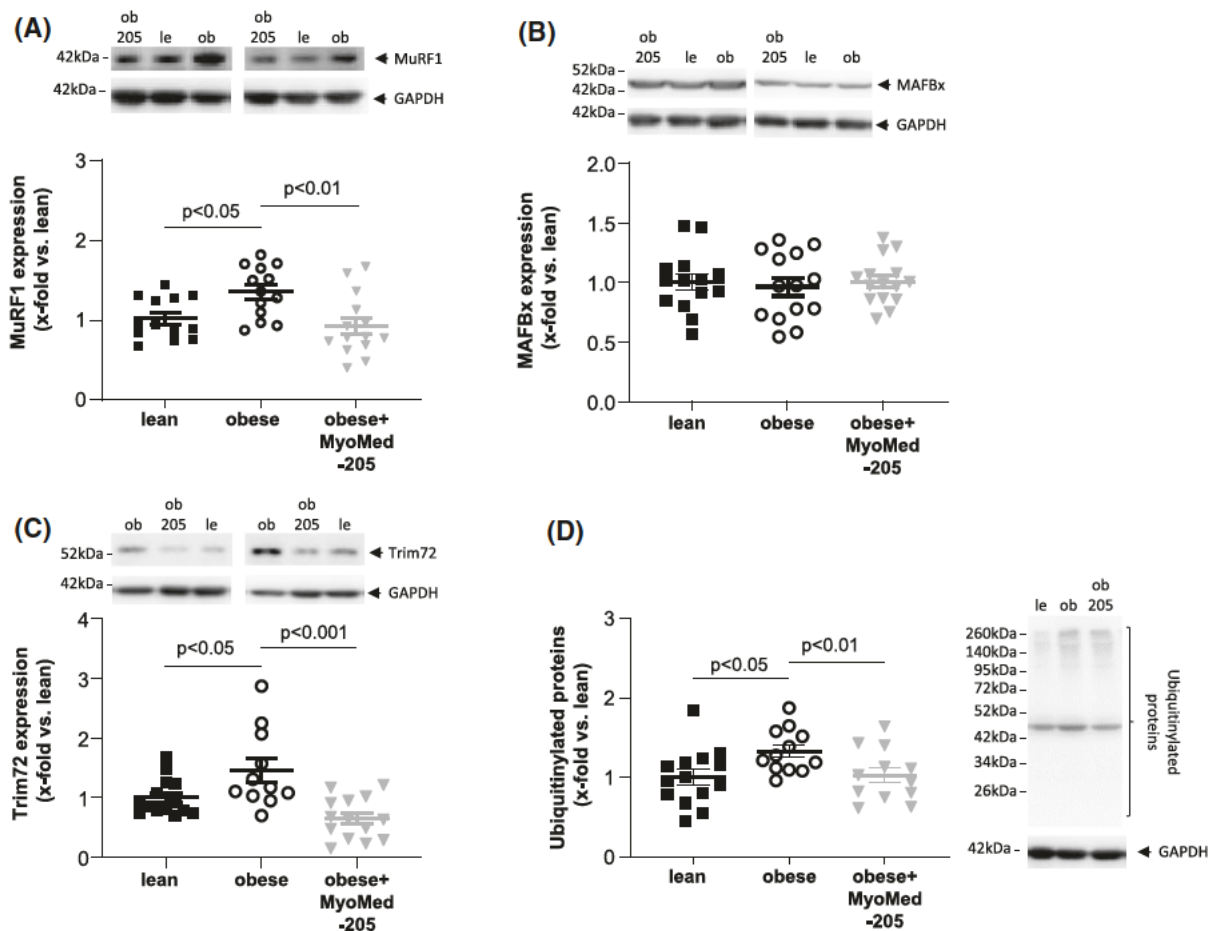 (A)
ob
205
le
ob
ob
205
le
ob
42kDa
MuRF1
42kDa
GAPDH
MuRF1 expression
(x-fold vs. lean)
3
2
1
0
p<0.05
p<0.01
lean
obese
obese+
MyoMed
-205
(B)
ob
205
le
ob
ob
205
le
ob
52kDa
42kDa
MAFBx
42kDa
GAPDH
MAFBx expression
(x-fold vs. lean)
2.0
1.5
1.0
0.5
0.0
lean
obese
obese+
MyoMed
-205
(C)
ob
ob
205
le
ob
ob
205
le
52kDa
Trim72
42kDa
GAPDH
Trim72 expression
(x-fold vs. lean)
4
3
2
1
0
p<0.05
p<0.001
lean
obese
obese+
MyoMed
-205
(D)
Ubiquitinylated proteins
(x-fold vs. lean)
3
2
1
0
p<0.05
p<0.01
lean
obese
obese+
MyoMed
-205
le
ob
ob
205
260kDa
140kDa
95kDa
72kDa
52kDa
42kDa
34kDa
26kDa
Ubiquitinylated
proteins
42kDa
GAPDH